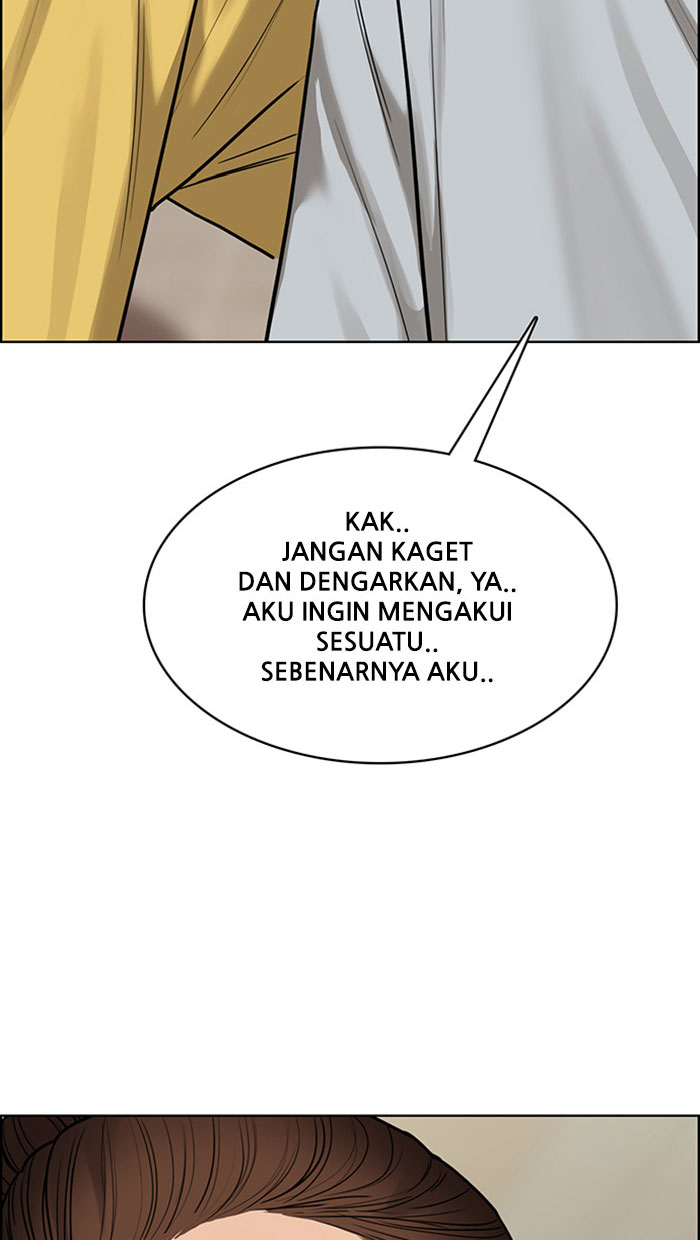 KAK..
JANGAN KAGET
DAN DENGARKAN, YA..
AKU INGIN MENGAKUI
SESUATU..
SEBENARNYA AKU..